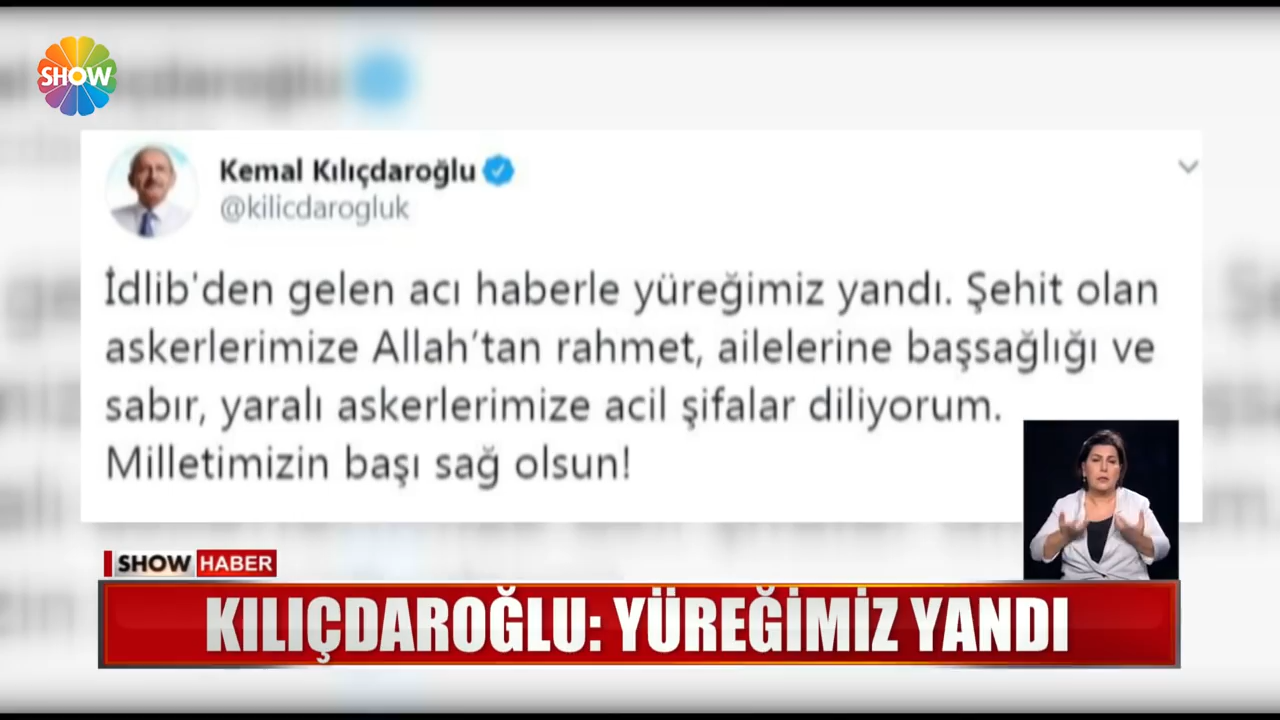 SHOW
Kemal Kılıçdaroğlu
@kilicdarogluk
İdlib'den gelen acı haberle yüreğimiz yandı. Şehit olan
askerlerimize Allah’tan rahmet, ailelerine başsağlığı ve
sabır, yaralı askerlerimize acil şifalar diliyorum.
Milletimizin başı sağ olsun!
SHOW HABER
KILIÇDAROĞLU: YÜREĞİMİZ YANDI